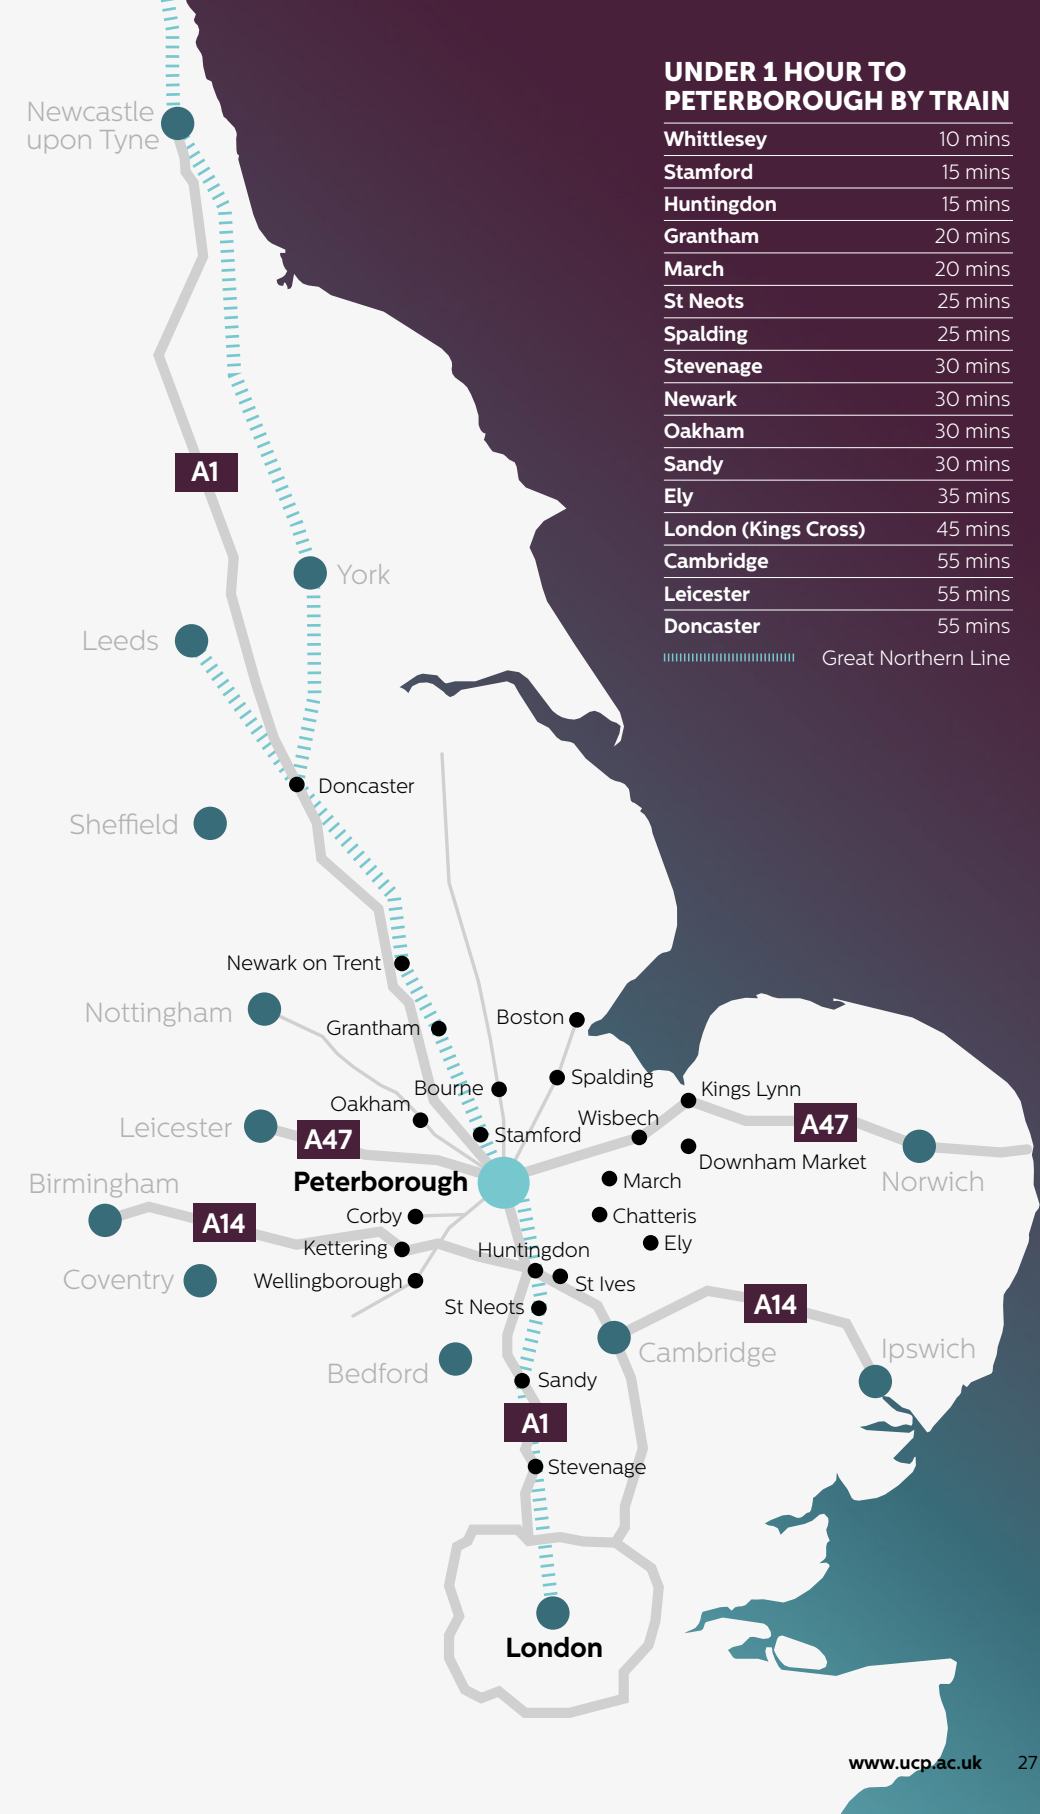 UNDER 1 HOUR TO
PETERBOROUGH BY TRAIN
Whittlesey 10 mins
Stamford 15 mins
Huntingdon 15 mins
Grantham 20 mins
March 20 mins
St Neots 25 mins
Spalding 25 mins
Stevenage 30 mins
Newark 30 mins
Oakham 30 mins
Sandy 30 mins
Ely 35 mins
London (Kings Cross) 45 mins
Cambridge 55 mins
Leicester 55 mins
Doncaster 55 mins
Great Northern Line
Newcastle
upon Tyne
A1
York
Leeds
Doncaster
Sheffield
Newark on Trent
Nottingham
Grantham
Boston
Bourne
Spalding
Kings Lynn
Oakham
Wisbech
Leicester
A47
Stamford
A47
Downham Market
Peterborough
March
Norwich
Birmingham
A14
Corby
Chatteris
Kettering
Huntingdon
Ely
Coventry
Wellingborough
St Ives
St Neots
A14
Cambridge
Ipswich
Bedford
Sandy
A1
Stevenage
London
www.ucp.ac.uk 27